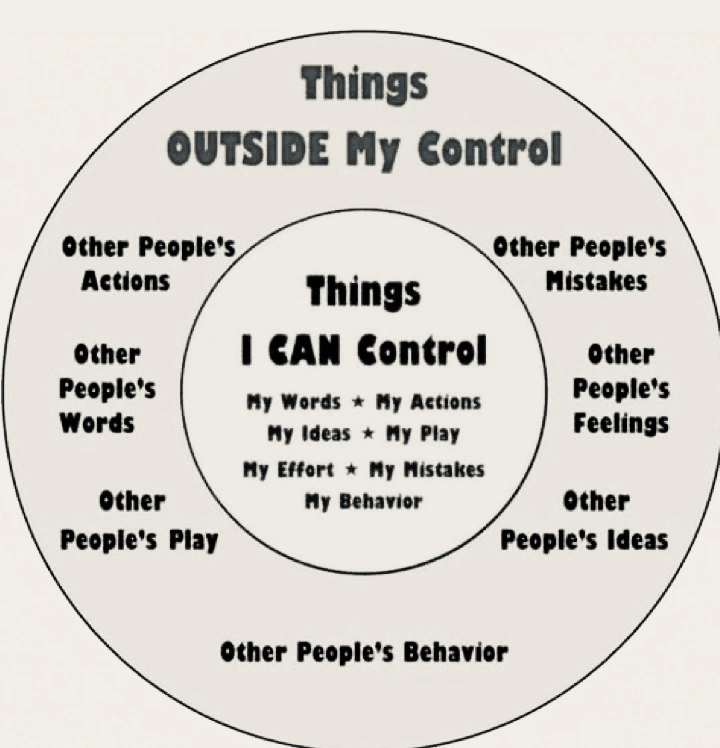 Things
OUTSIDE My Control
Other People's
Actions
Other People's
Mistakes
Other
People's
Words
Other
People's
Feelings
Other
People's Play
Other
People's Ideas
Other People's Behavior
Things
I CAN Control
My Words ★ My Actions
My Ideas ★ My Play
My Effort ★ My Mistakes
My Behavior